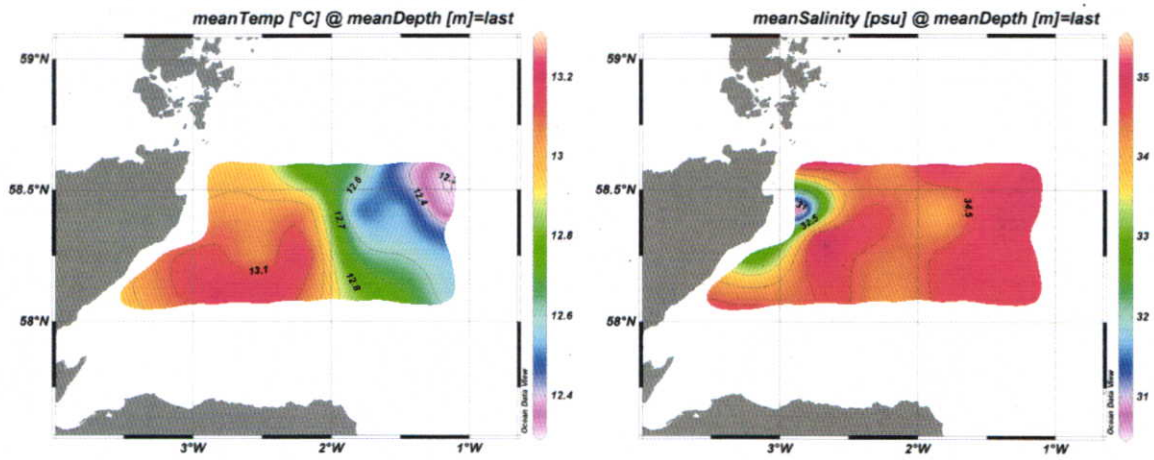 meanTemp [°C] @ meanDepth [m]=last
59°N
58.5°N
58°N
3°W
2°W
1°W
12.6
12.4
12.7
13.1
12.8
13.2
13
12.8
12.6
12.4
Ocean Data View
meanSalinity [psu] @ meanDepth [m]=last
59°N
58.5°N
58°N
3°W
2°W
1°W
32.5
34.5
35
34
33
32
31
Ocean Data View